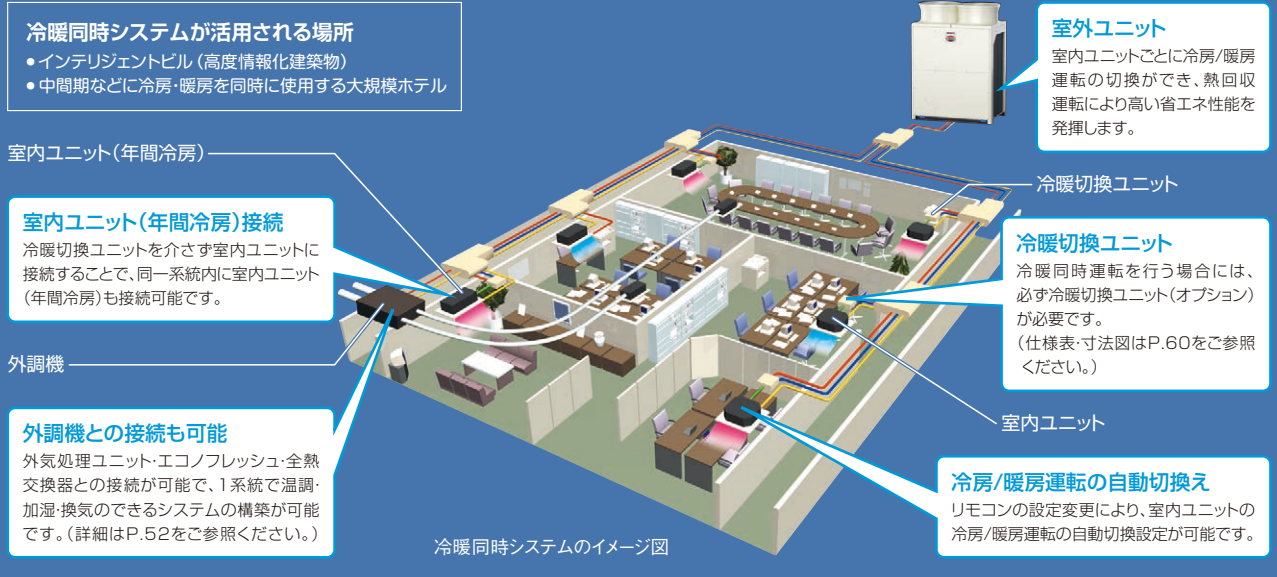 冷暖同時システムが活用される場所
●インテリジェントビル(高度情報化建築物)
●中間期などに冷房・暖房を同時に使用する大規模ホテル
室外ユニット
室内ユニットごとに冷房/暖房
運転の切換ができ、熱回収
運転により高い省エネ性能を
発揮します。
室内ユニット(年間冷房)
冷暖切換ユニット
室内ユニット(年間冷房)接続
冷暖切換ユニットを介さず室内ユニットに
接続することで、同一系統内に室内ユニット
(年間冷房)も接続可能です。
冷暖切換ユニット
冷暖同時運転を行う場合には、
必ず冷暖切換ユニット(オプション)
が必要です。
(仕様表・寸法図はP.60をご参照
ください。)
外調機
室内ユニット
外調機との接続も可能
外気処理ユニット・エコノフレッシュ・全熱
交換器との接続が可能で、1系統で温調・
加湿・換気のできるシステムの構築が可能
です。(詳細はP.52をご参照ください。)
冷房/暖房運転の自動切換え
リモコンの設定変更により、室内ユニットの
冷房/暖房運転の自動切換設定が可能です。
冷暖同時システムのイメージ図